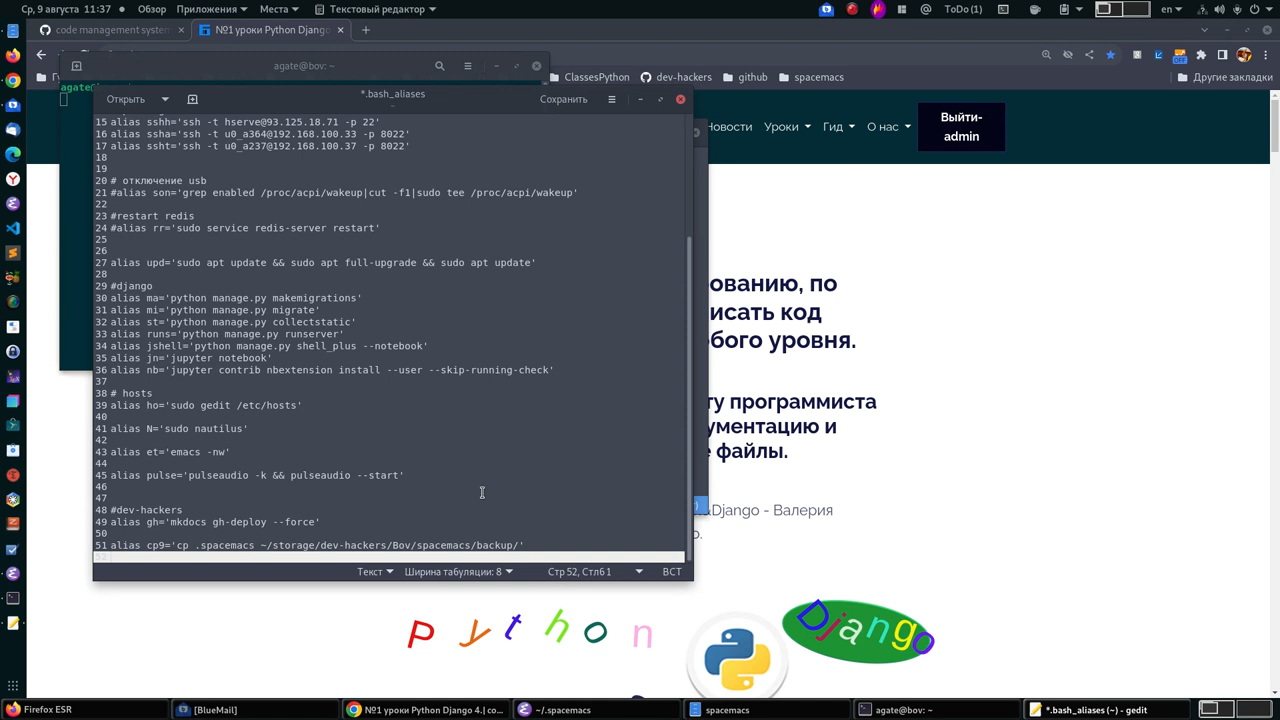 Ср, 9 августа 11:37
Обзор
Приложения
Места
Текстовый редактор
ToDo(1)
en
code management system
№1 уроки Python Django
ClassesPython
dev-hackers
github
spacemacs
Другие закладки
agate@bov: ~
agate@
Новости
Уроки
Гид
О нас
Выйти-
admin
Открыть
*.bash_aliases
Сохранить
15 alias sshh='ssh -t hserve@93.125.18.71 -p 22'
16 alias ssha='ssh -t u0_a364@192.168.100.33 -p 8022'
17 alias ssht='ssh -t u0_a237@192.168.100.37 -p 8022'
18
19
20 # отключение usb
21 #alias son='grep enabled /proc/acpi/wakeup|cut -f1|sudo tee /proc/acpi/wakeup'
22
23 #restart redis
24 #alias rr='sudo service redis-server restart'
25
26
27 alias upd='sudo apt update && sudo apt full-upgrade && sudo apt update'
28
29 #django
30 alias ma='python manage.py makemigrations'
31 alias mi='python manage.py migrate'
32 alias st='python manage.py collectstatic'
33 alias runs='python manage.py runserver'
34 alias jshell='python manage.py shell_plus --notebook'
35 alias jn='jupyter notebook'
36 alias nb='jupyter contrib nbextension install --user --skip-running-check'
37
38 # hosts
39 alias ho='sudo gedit /etc/hosts'
40
41 alias N='sudo nautilus'
42
43 alias et='emacs -nw'
44
45 alias pulse='pulseaudio -k && pulseaudio --start'
46
47
48 #dev-hackers
49 alias gh='mkdocs gh-deploy --force'
50
51 alias cp9='cp .spacemacs ~/storage/dev-hackers/Bov/spacemacs/backup/'
Текст
Ширина табуляции: 8
Стр 52, Стлб 1
ВСТ
ованию, по
исать код
бого уровня.
ту программиста
ументацию и
е файлы.
Django - Валерия
о.
Python
Django
Firefox ESR
[BlueMail]
№1 уроки Python Django 4.| со...
~/.spacemacs
spacemacs
agate@bov: ~
*.bash_aliases (~) - gedit